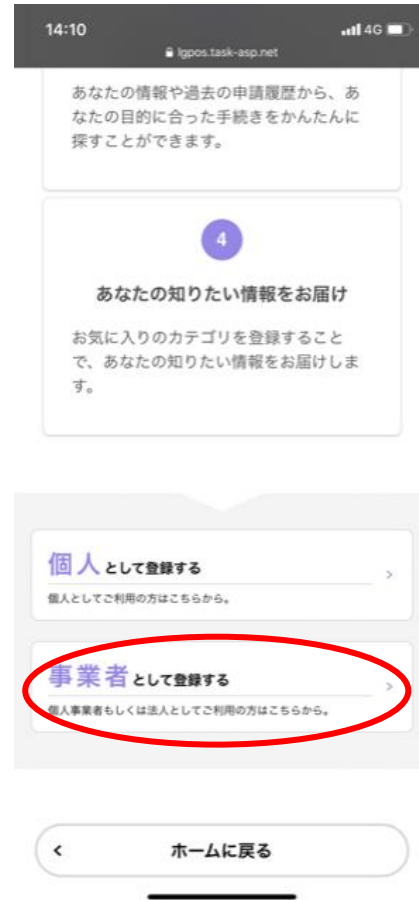 14:10
4G
lgpos.task-asp.net
あなたの情報や過去の申請履歴から、あ
なたの目的に合った手続きをかんたんに
探すことができます。
4
あなたの知りたい情報をお届け
お気に入りのカテゴリを登録すること
で、あなたの知りたい情報をお届けしま
す。
個人として登録する
個人としてご利用の方はこちらから。
事業者として登録する
個人事業者もしくは法人としてご利用の方はこちらから。
ホームに戻る